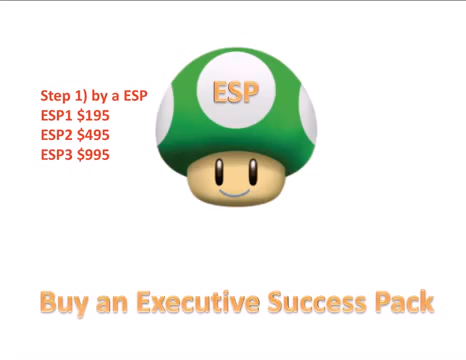 Step 1) by a ESP
ESP1 $195
ESP2 $495
ESP3 $995
ESP
Buy an Executive Success Pack